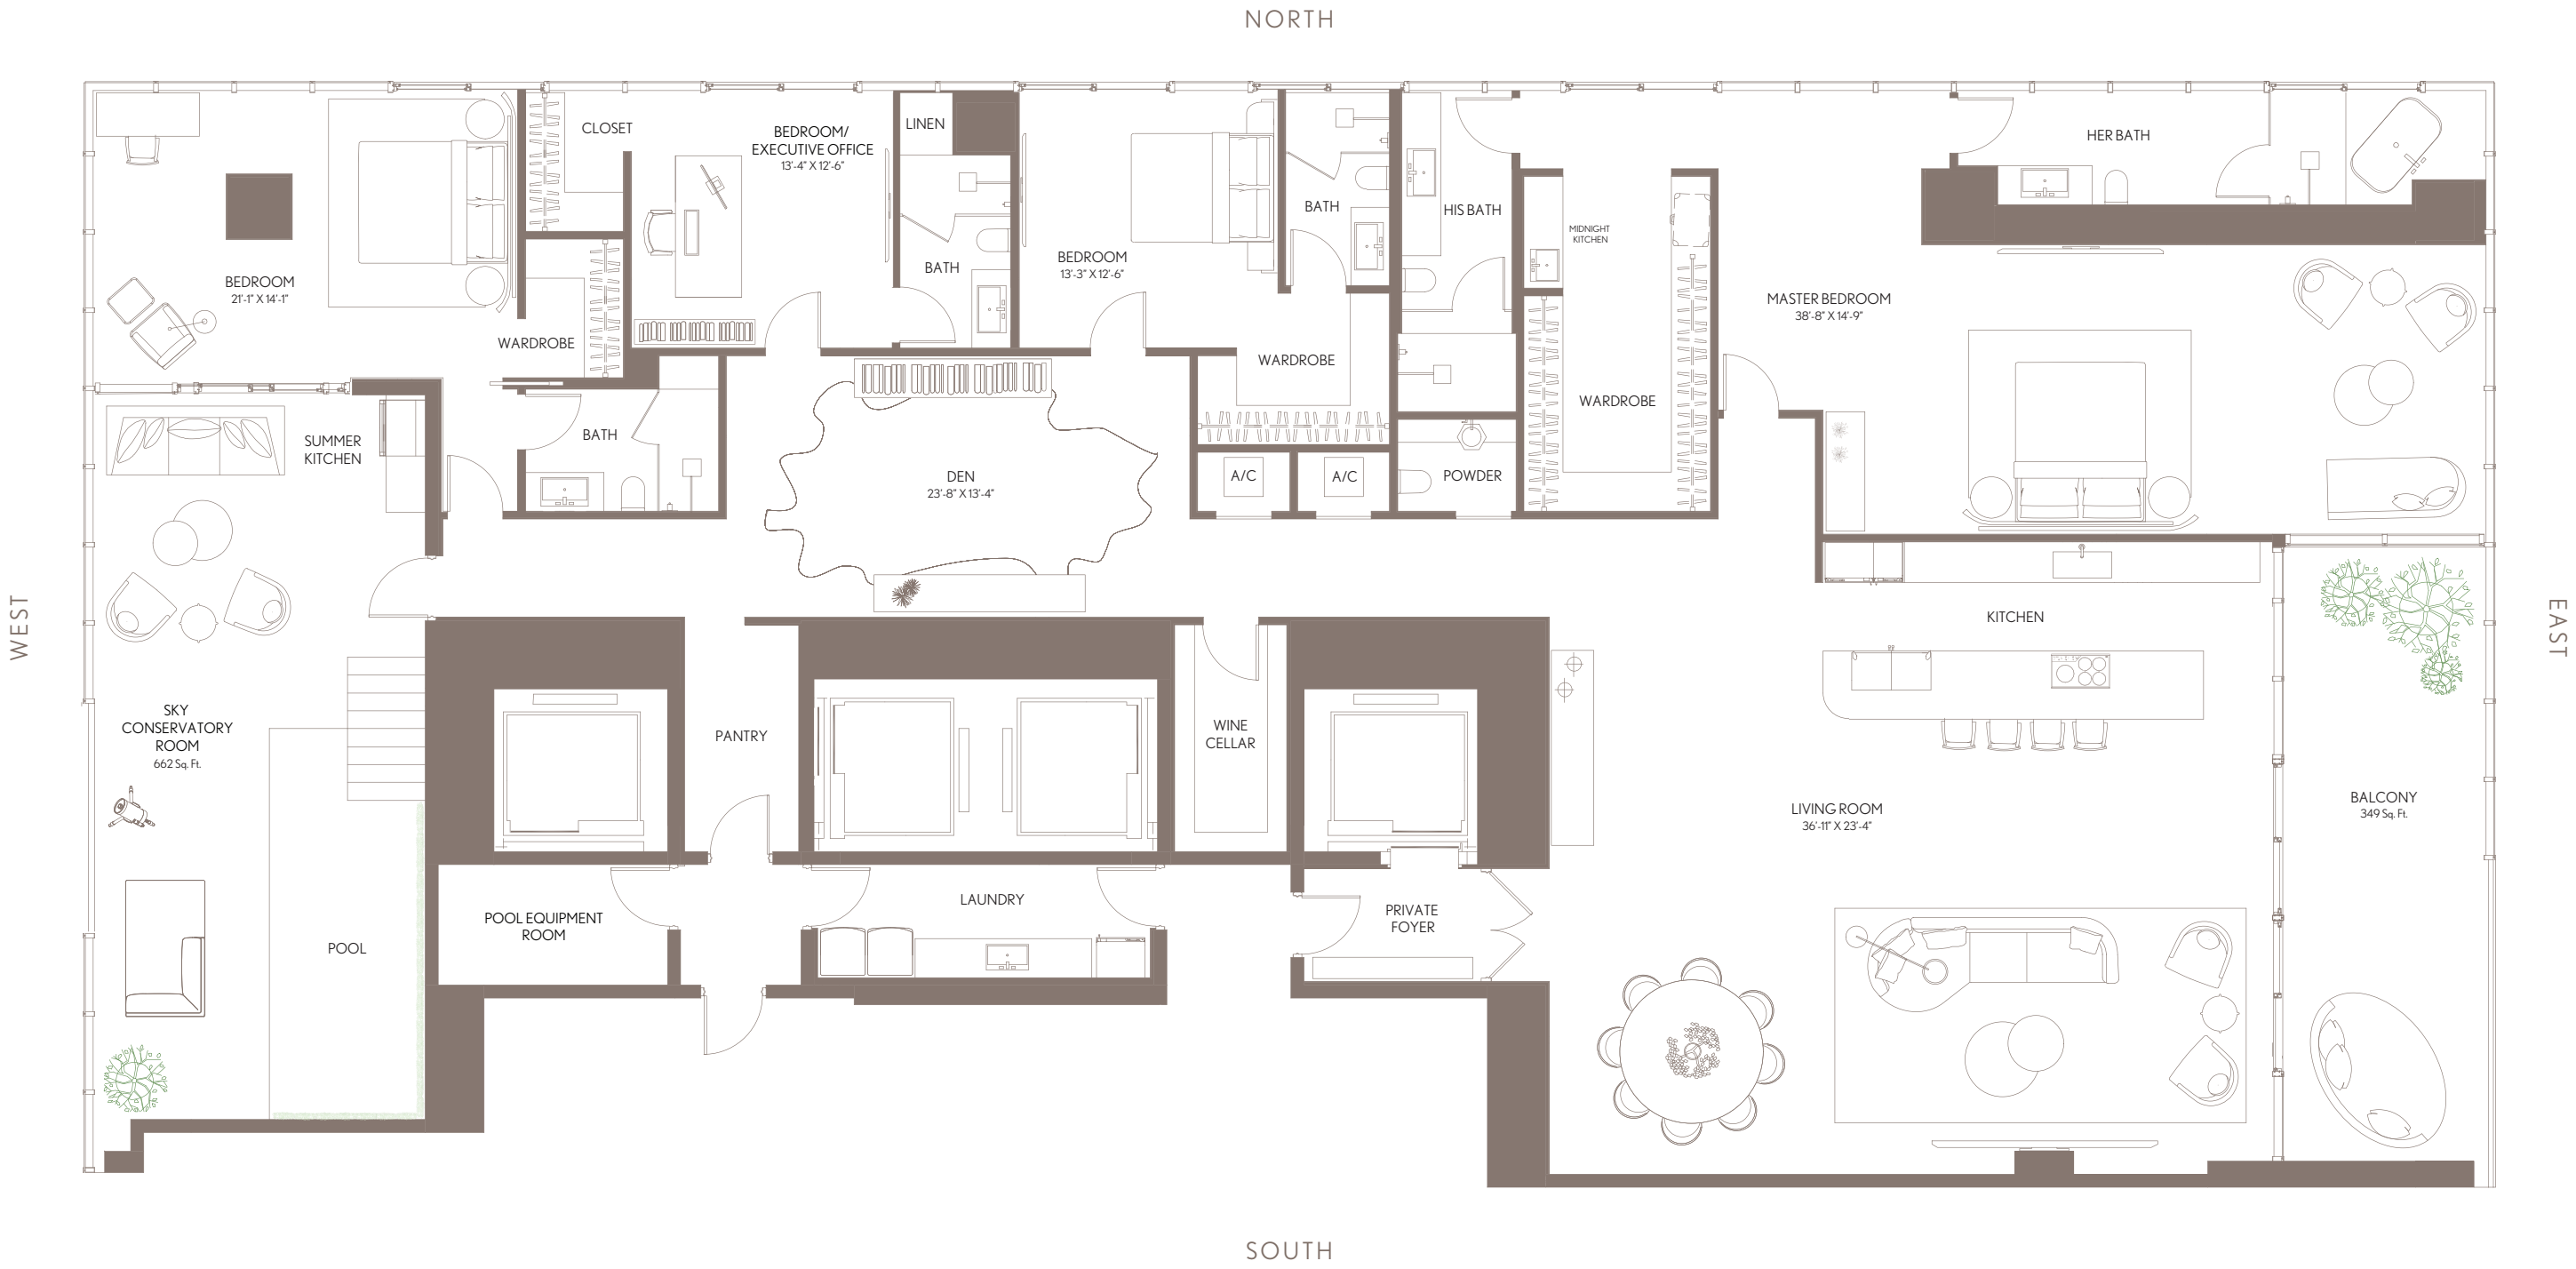 NORTH
CLOSET
BEDROOM/
EXECUTIVE OFFICE
13'-4" X 12'-6"
LINEN
HER BATH
BATH
HIS BATH
MIDNIGHT
KITCHEN
BEDROOM
21'-1" X 14'-1"
BATH
BEDROOM
13'-3" X 12'-6"
MASTER BEDROOM
38'-8" X 14'-9"
WARDROBE
WARDROBE
WARDROBE
SUMMER
KITCHEN
BATH
DEN
23'-8" X 13'-4"
A/C
A/C
POWDER
WEST
EAST
KITCHEN
SKY
CONSERVATORY
ROOM
662 Sq. Ft.
PANTRY
WINE
CELLAR
LIVING ROOM
36'-11" X 23'-4"
BALCONY
349 Sq. Ft.
POOL
POOL EQUIPMENT
ROOM
LAUNDRY
PRIVATE
FOYER
SOUTH